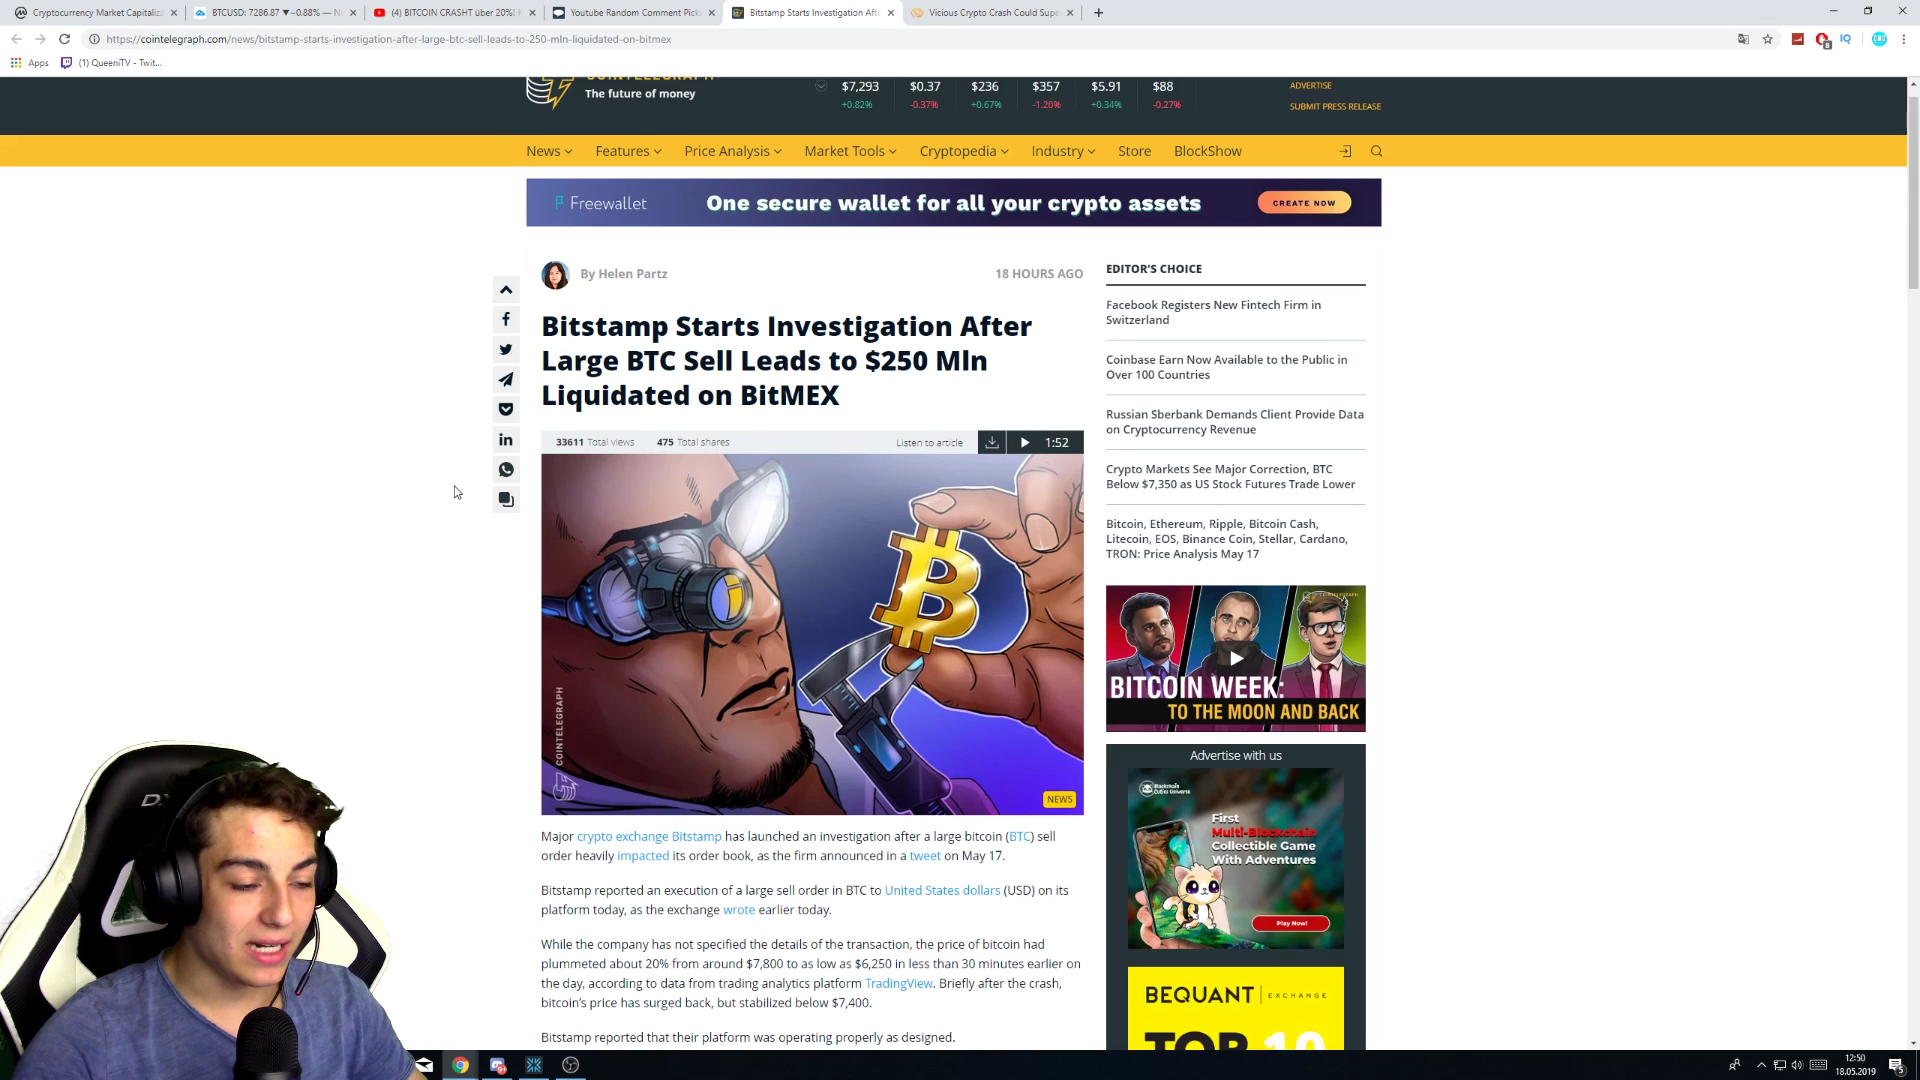 Cryptocurrency Market Capitaliza
BTCUSD: 7286.87 ▼−0.88% — N
(4) BITCOIN CRASHT über 20%!
Youtube Random Comment Pick
Bitstamp Starts Investigation Aft
Vicious Crypto Crash Could Supe
https://cointelegraph.com/news/bitstamp-starts-investigation-after-large-btc-sell-leads-to-250-mln-liquidated-on-bitmex
Apps
(1) QueeniTV - Twit...
The future of money
$7,293 $0.37 $236 $357 $5.91 $88
+0.82% -0.37% +0.67% -1.20% +0.34% -0.27%
ADVERTISE
SUBMIT PRESS RELEASE
News Features Price Analysis Market Tools Cryptopedia Industry Store BlockShow
Freewallet
One secure wallet for all your crypto assets
CREATE NOW
By Helen Partz
18 HOURS AGO
Bitstamp Starts Investigation After
Large BTC Sell Leads to $250 Mln
Liquidated on BitMEX
33611 Total views 475 Total shares
Listen to article
1:52
COINTELEGRAPH
NEWS
Major crypto exchange Bitstamp has launched an investigation after a large bitcoin (BTC) sell
order heavily impacted its order book, as the firm announced in a tweet on May 17.
Bitstamp reported an execution of a large sell order in BTC to United States dollars (USD) on its
platform today, as the exchange wrote earlier today.
While the company has not specified the details of the transaction, the price of bitcoin had
plummeted about 20% from around $7,800 to as low as $6,250 in less than 30 minutes earlier on
the day, according to data from trading analytics platform TradingView. Briefly after the crash,
bitcoin's price has surged back, but stabilized below $7,400.
Bitstamp reported that their platform was operating properly as designed.
EDITOR'S CHOICE
Facebook Registers New Fintech Firm in
Switzerland
Coinbase Earn Now Available to the Public in
Over 100 Countries
Russian Sberbank Demands Client Provide Data
on Cryptocurrency Revenue
Crypto Markets See Major Correction, BTC
Below $7,350 as US Stock Futures Trade Lower
Bitcoin, Ethereum, Ripple, Bitcoin Cash,
Litecoin, EOS, Binance Coin, Stellar, Cardano,
TRON: Price Analysis May 17
BITCOIN WEEK:
TO THE MOON AND BACK
Advertise with us
First
Multi-Blockchain
Collectible Game
With Adventures
Play Now!
BEQUANT | EXCHANGE
TOP 10
12:50
18.05.2019